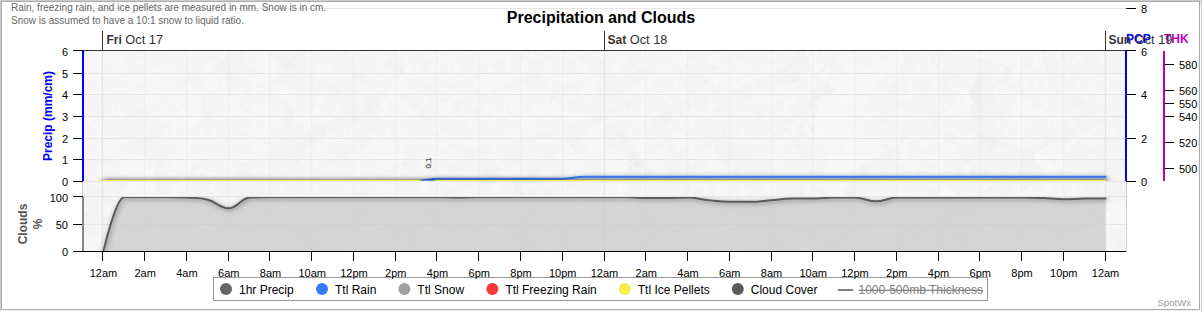 Rain, freezing rain, and ice pellets are measured in mm. Snow is in cm.
Snow is assumed to have a 10:1 snow to liquid ratio.
Precipitation and Clouds
Fri Oct 17
Sat Oct 18
Sun Oct 19
PCP
THK
8
6
5
4
3
2
1
0
Precip (mm/cm)
0.1
6
4
2
0
580
560
550
540
520
500
100
50
0
Clouds
%
12am 2am 4am 6am 8am 10am 12pm 2pm 4pm 6pm 8pm 10pm 12am 2am 4am 6am 8am 10am 12pm 2pm 4pm 6pm 8pm 10pm 12am
1hr Precip Ttl Rain Ttl Snow Ttl Freezing Rain Ttl Ice Pellets Cloud Cover 1000-500mb Thickness
SpotWx